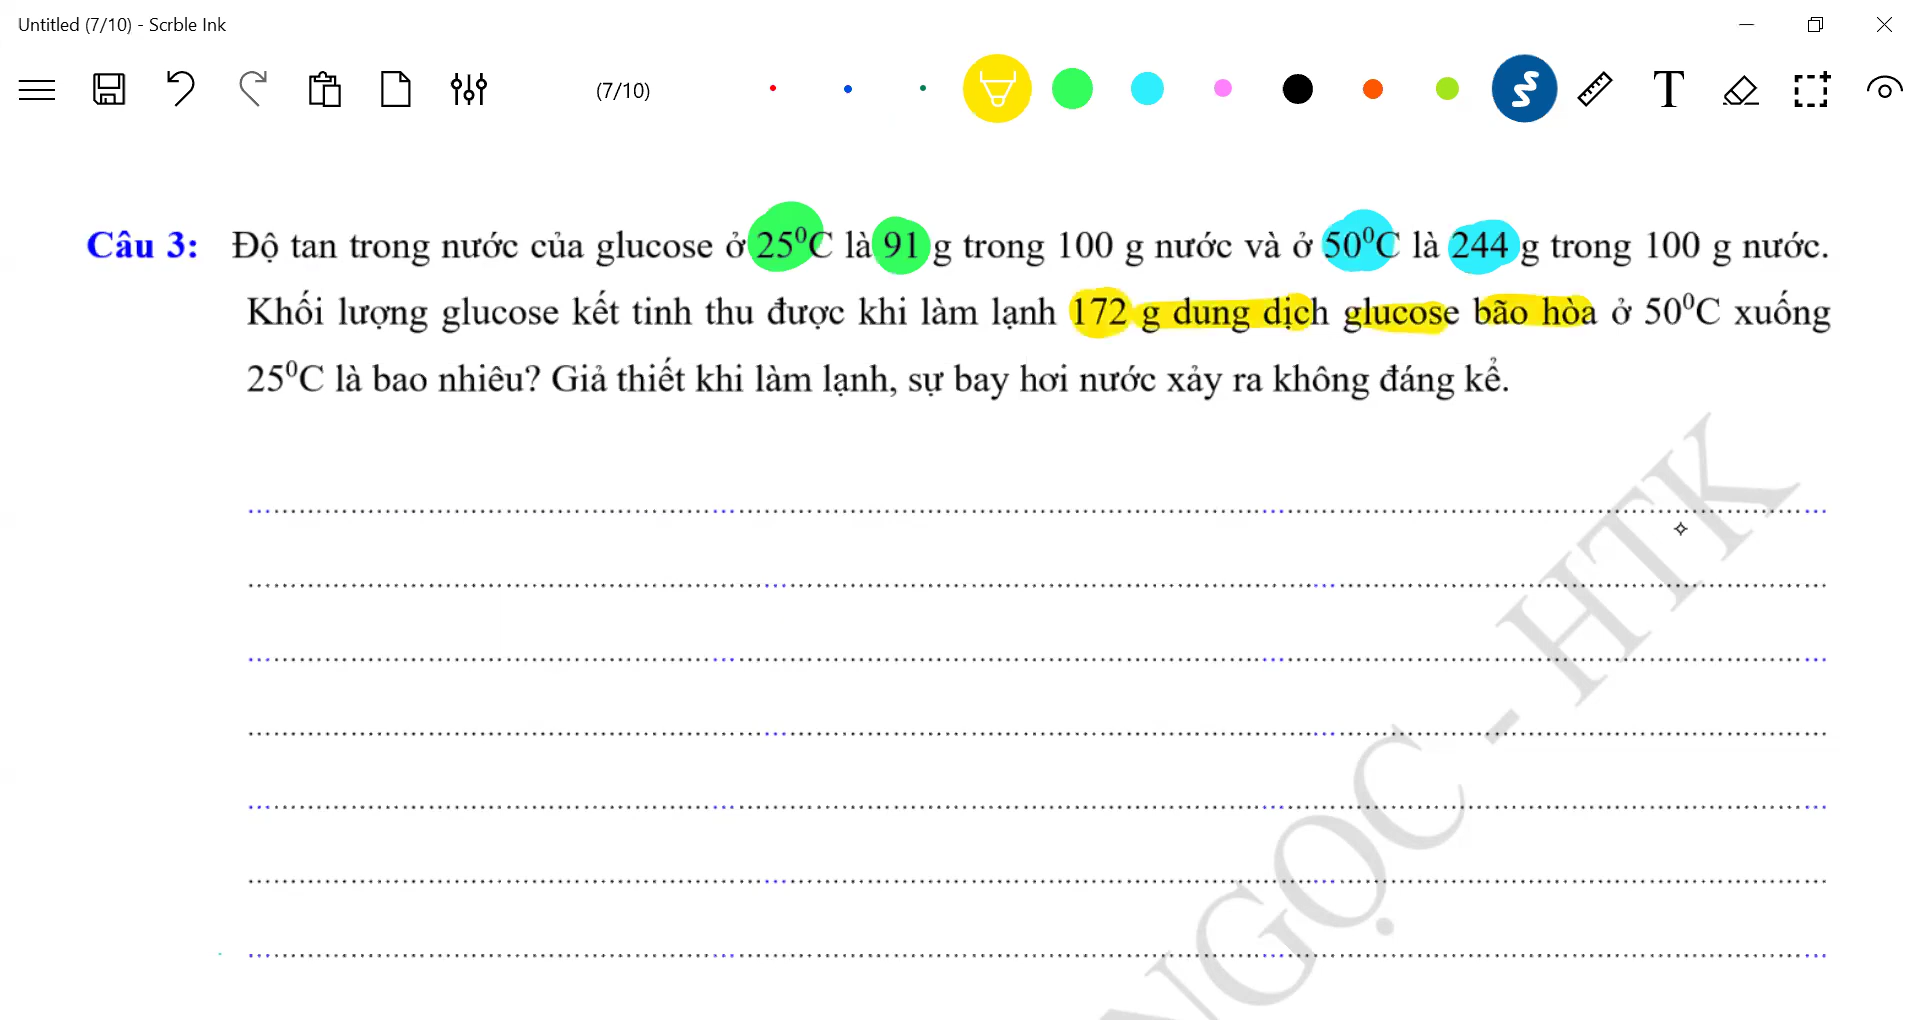 Untitled (7/10) - Scrble Ink
(7/10)
T
Câu 3: Độ tan trong nước của glucose ở 25⁰C là 91 g trong 100 g nước và ở 50⁰C là 244 g trong 100 g nước.
Khối lượng glucose kết tinh thu được khi làm lạnh 172 g dung dịch glucose bão hòa ở 50⁰C xuống
25⁰C là bao nhiêu? Giả thiết khi làm lạnh, sự bay hơi nước xảy ra không đáng kể.
NGỌC - HTK